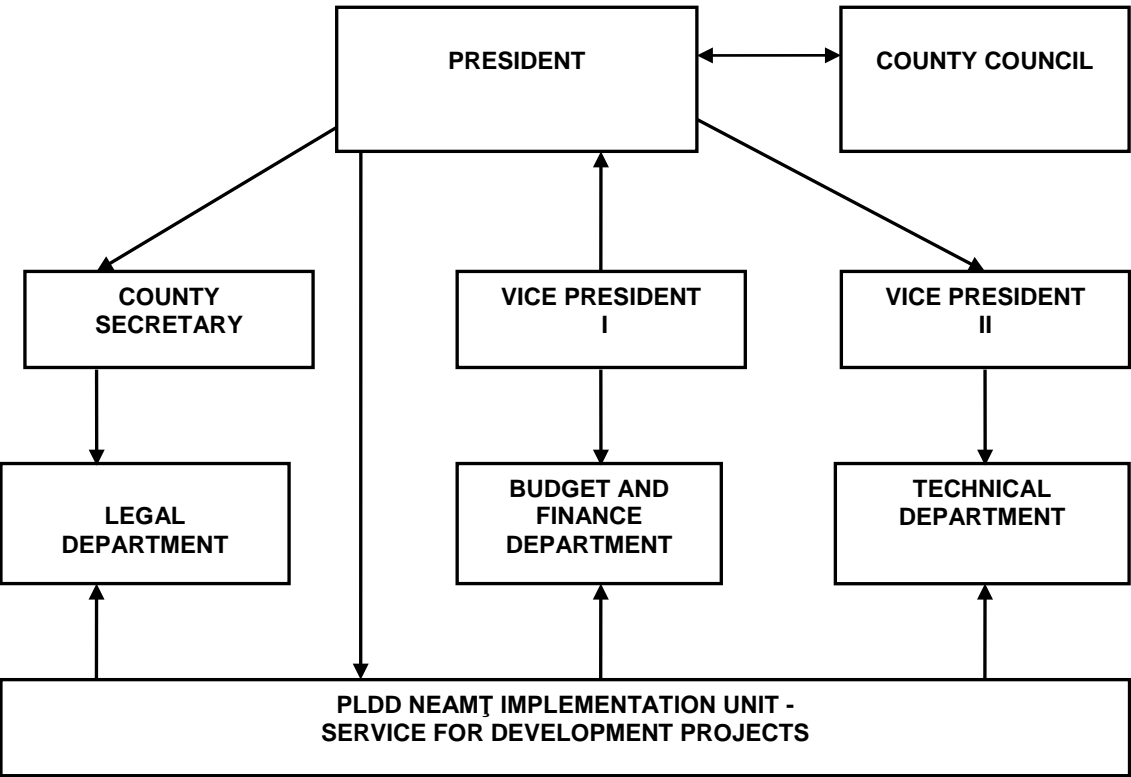 PRESIDENT
COUNTY COUNCIL
COUNTY
SECRETARY
VICE PRESIDENT
I
VICE PRESIDENT
II
LEGAL
DEPARTMENT
BUDGET AND
FINANCE
DEPARTMENT
TECHNICAL
DEPARTMENT
PLDD NEAMŢ IMPLEMENTATION UNIT -
SERVICE FOR DEVELOPMENT PROJECTS